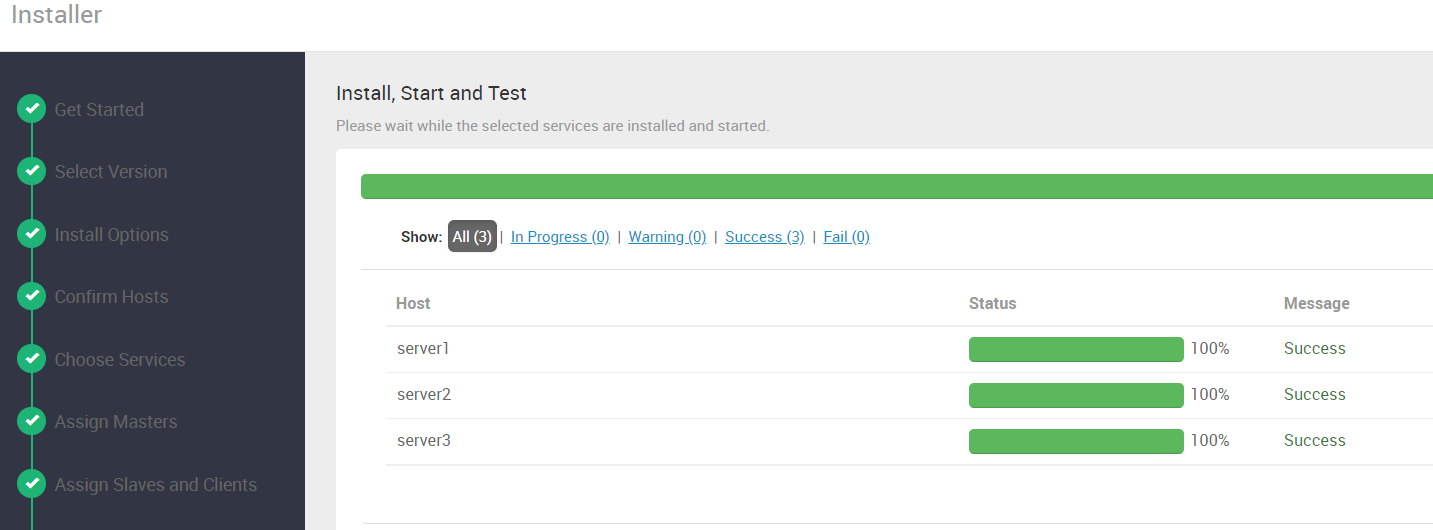 Installer
Get Started
Select Version
Install Options
Confirm Hosts
Choose Services
Assign Masters
Assign Slaves and Clients
Install, Start and Test
Please wait while the selected services are installed and started.
Show: All (3) | In Progress (0) | Warning (0) | Success (3) | Fail (0)
Host Status Message
server1 100% Success
server2 100% Success
server3 100% Success